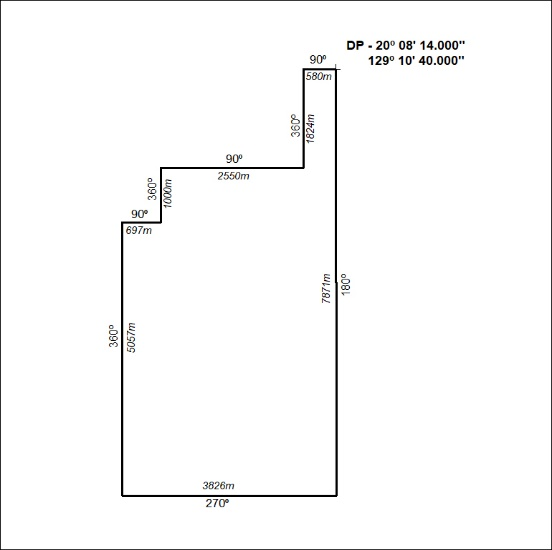 DP - 20º 08' 14.000"
129º 10' 40.000"
90º
580m
360º
1824m
90º
2550m
360º
1000m
90º
697m
7871m
180º
360º
5057m
3826m
270º